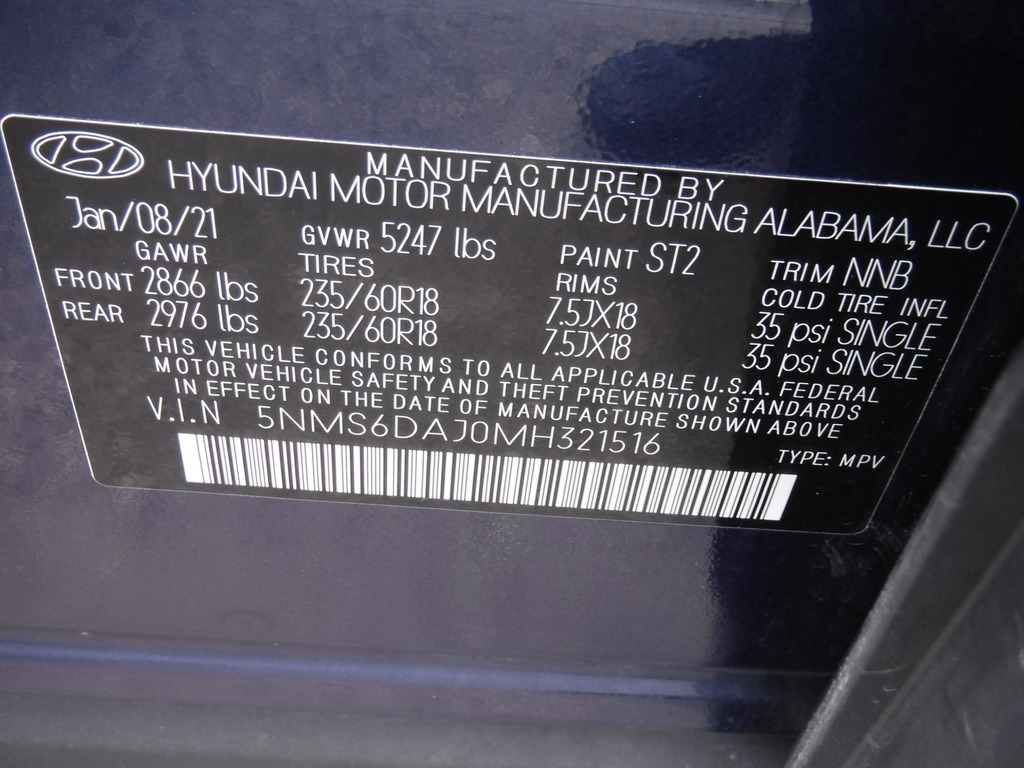 MANUFACTURED BY
HYUNDAI MOTOR MANUFACTURING ALABAMA, LLC
Jan/08/21 GVWR 5247 lbs PAINT ST2 TRIM NNB
GAWR TIRES RIMS COLD TIRE INFL
FRONT 2866 lbs 235/60R18 7.5JX18 35 psi SINGLE
REAR 2976 lbs 235/60R18 7.5JX18 35 psi SINGLE
THIS VEHICLE CONFORMS TO ALL APPLICABLE U.S.A. FEDERAL
MOTOR VEHICLE SAFETY AND THEFT PREVENTION STANDARDS
IN EFFECT ON THE DATE OF MANUFACTURE SHOWN ABOVE
V.I.N 5NMS6DAJ0MH321516
TYPE: MPV